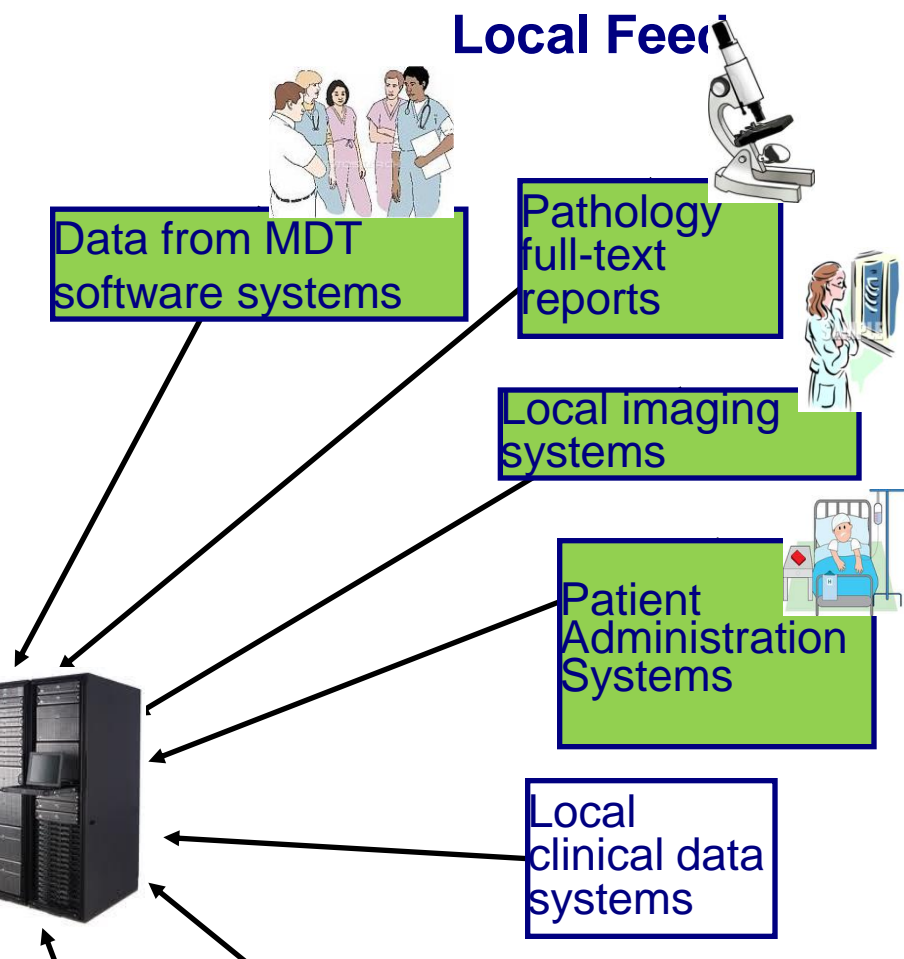 Local Feed
Data from MDT
software systems
Pathology
full-text
reports
Local imaging
systems
Patient
Administration
Systems
Local
clinical data
systems